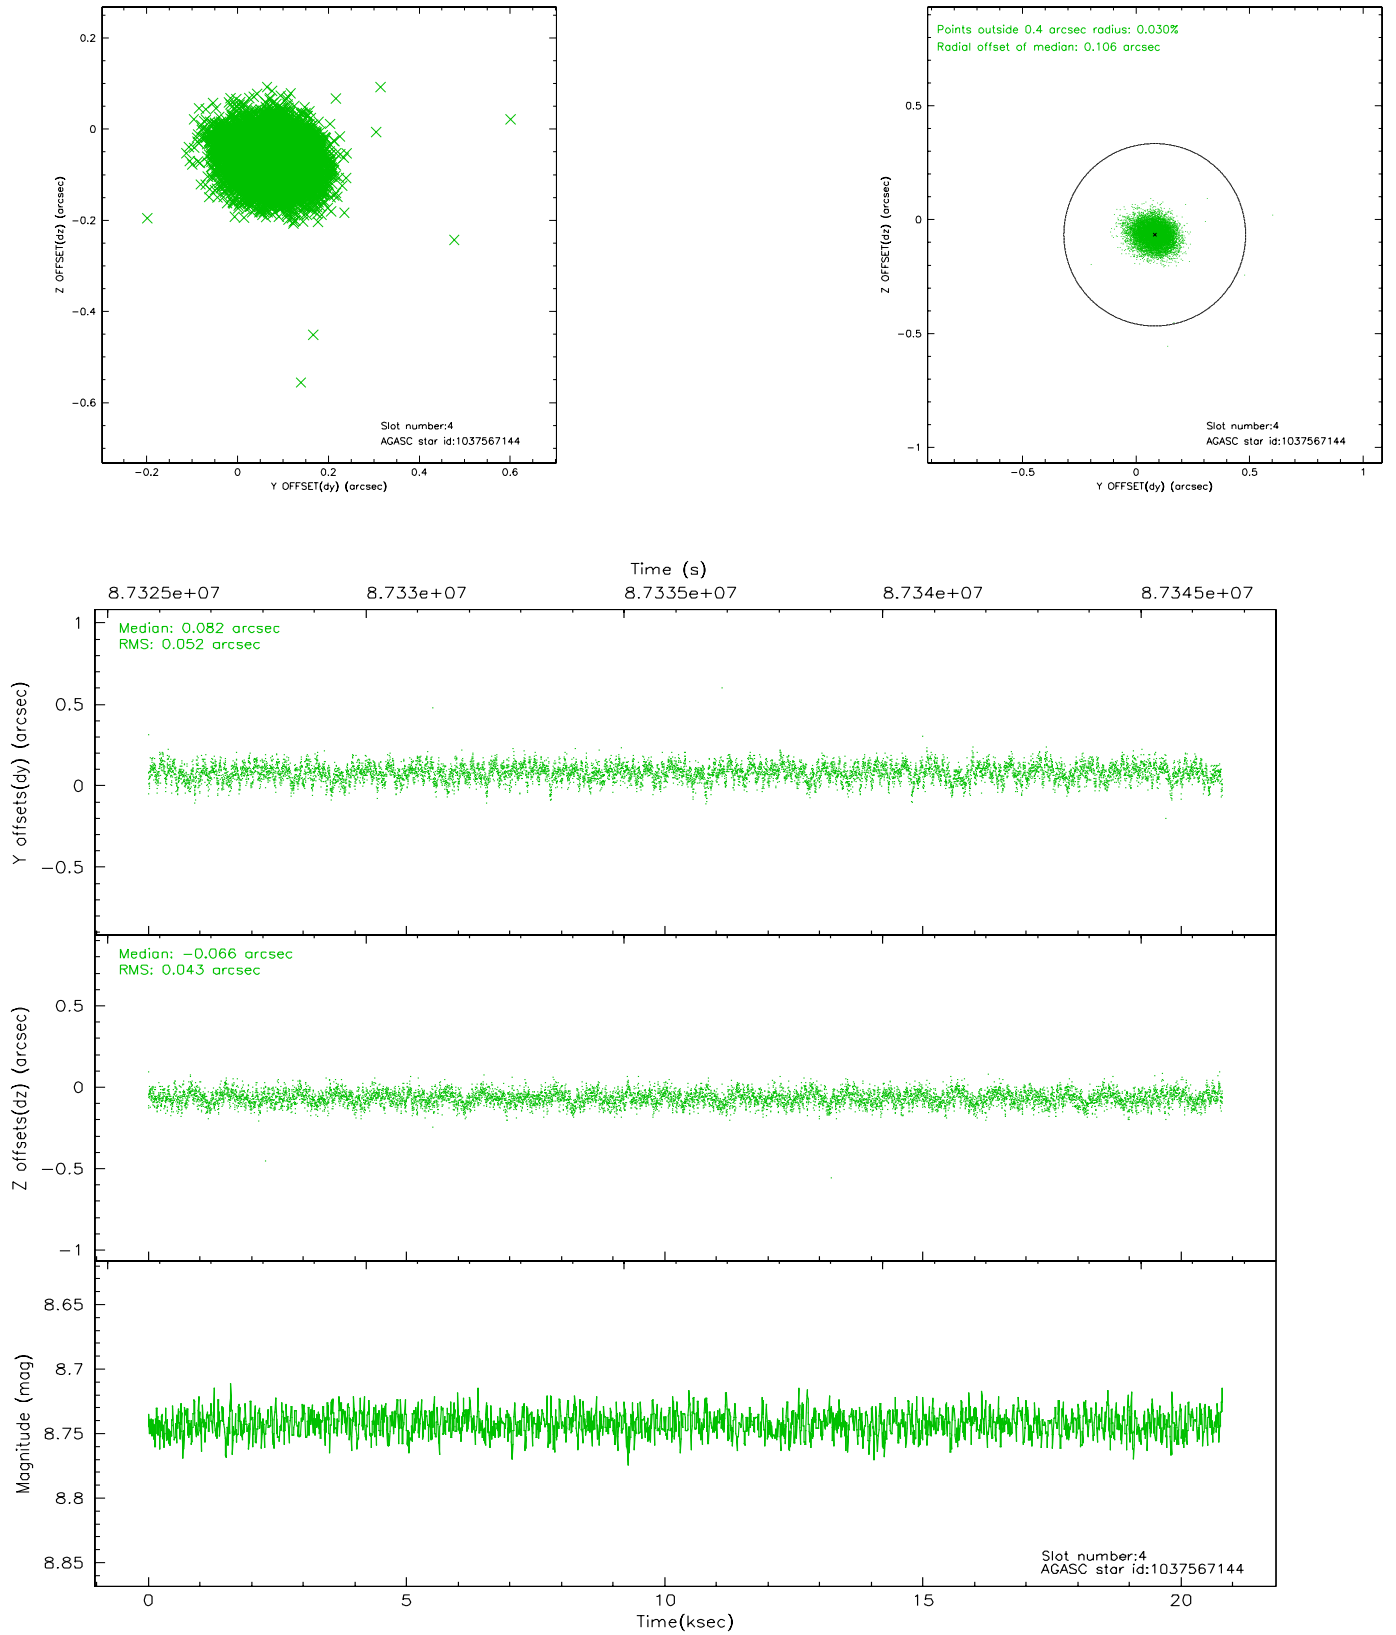 0.2
0
-0.2
-0.4
-0.6
Z OFFSET(dz) (arcsec)
Slot number:4
AGASC star id:1037567144
-0.2 0 0.2 0.4 0.6
Y OFFSET(dy) (arcsec)
Points outside 0.4 arcsec radius: 0.030%
Radial offset of median: 0.106 arcsec
0.5
0
-0.5
-1
Z OFFSET(dz) (arcsec)
Slot number:4
AGASC star id:1037567144
-0.5 0 0.5 1
Y OFFSET(dy) (arcsec)
Time (s)
8.7325e+07 8.733e+07 8.7335e+07 8.734e+07 8.7345e+07
Median: 0.082 arcsec
RMS: 0.052 arcsec
1
0.5
0
-0.5
Y offsets(dy) (arcsec)
Median: -0.066 arcsec
RMS: 0.043 arcsec
0.5
0
-0.5
-1
Z offsets(dz) (arcsec)
8.65
8.7
8.75
8.8
8.85
Magnitude (mag)
Slot number:4
AGASC star id:1037567144
0 5 10 15 20
Time(ksec)